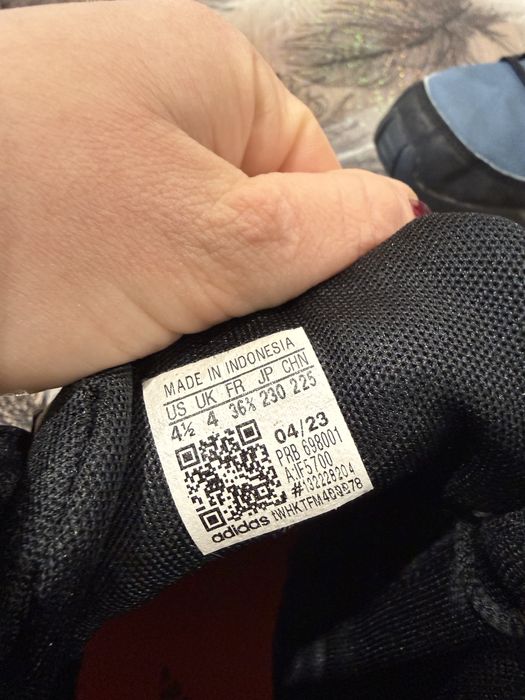 MADE IN INDONESIA
US UK FR JP CHN
4½ 4 36⅔ 230 225
04/23
PRB 698001
#132228204
adidas